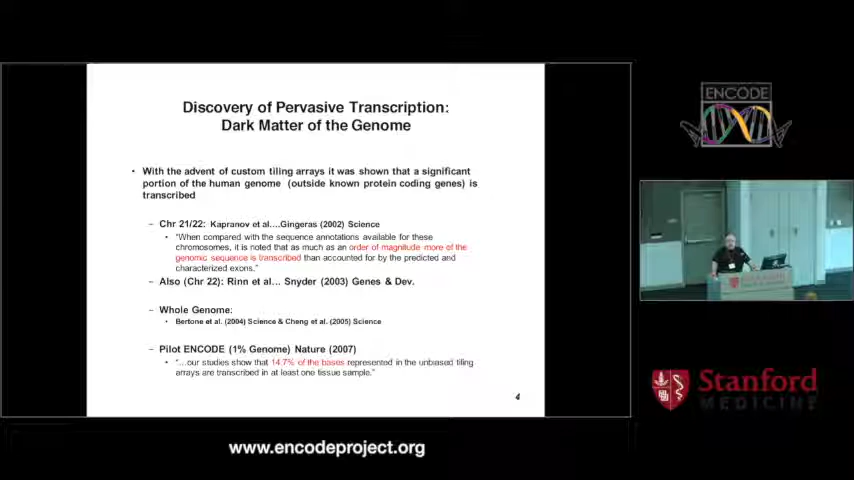 Discovery of Pervasive Transcription:
Dark Matter of the Genome
• With the advent of custom tiling arrays it was shown that a significant
portion of the human genome (outside known protein coding genes) is
transcribed
– Chr 21/22: Kapranov et al....Gingeras (2002) Science
• “When compared with the sequence annotations available for these
chromosomes, it is noted that as much as an order of magnitude more of the
genomic sequence is transcribed than accounted for by the predicted and
characterized exons.”
– Also (Chr 22): Rinn et al... Snyder (2003) Genes & Dev.
– Whole Genome:
• Bertone et al. (2004) Science & Cheng et al. (2005) Science
– Pilot ENCODE (1% Genome) Nature (2007)
• “...our studies show that 14.7% of the bases represented in the unbiased tiling
arrays are transcribed in at least one tissue sample.”
4
ENCODE
Stanford
MEDICINE
www.encodeproject.org